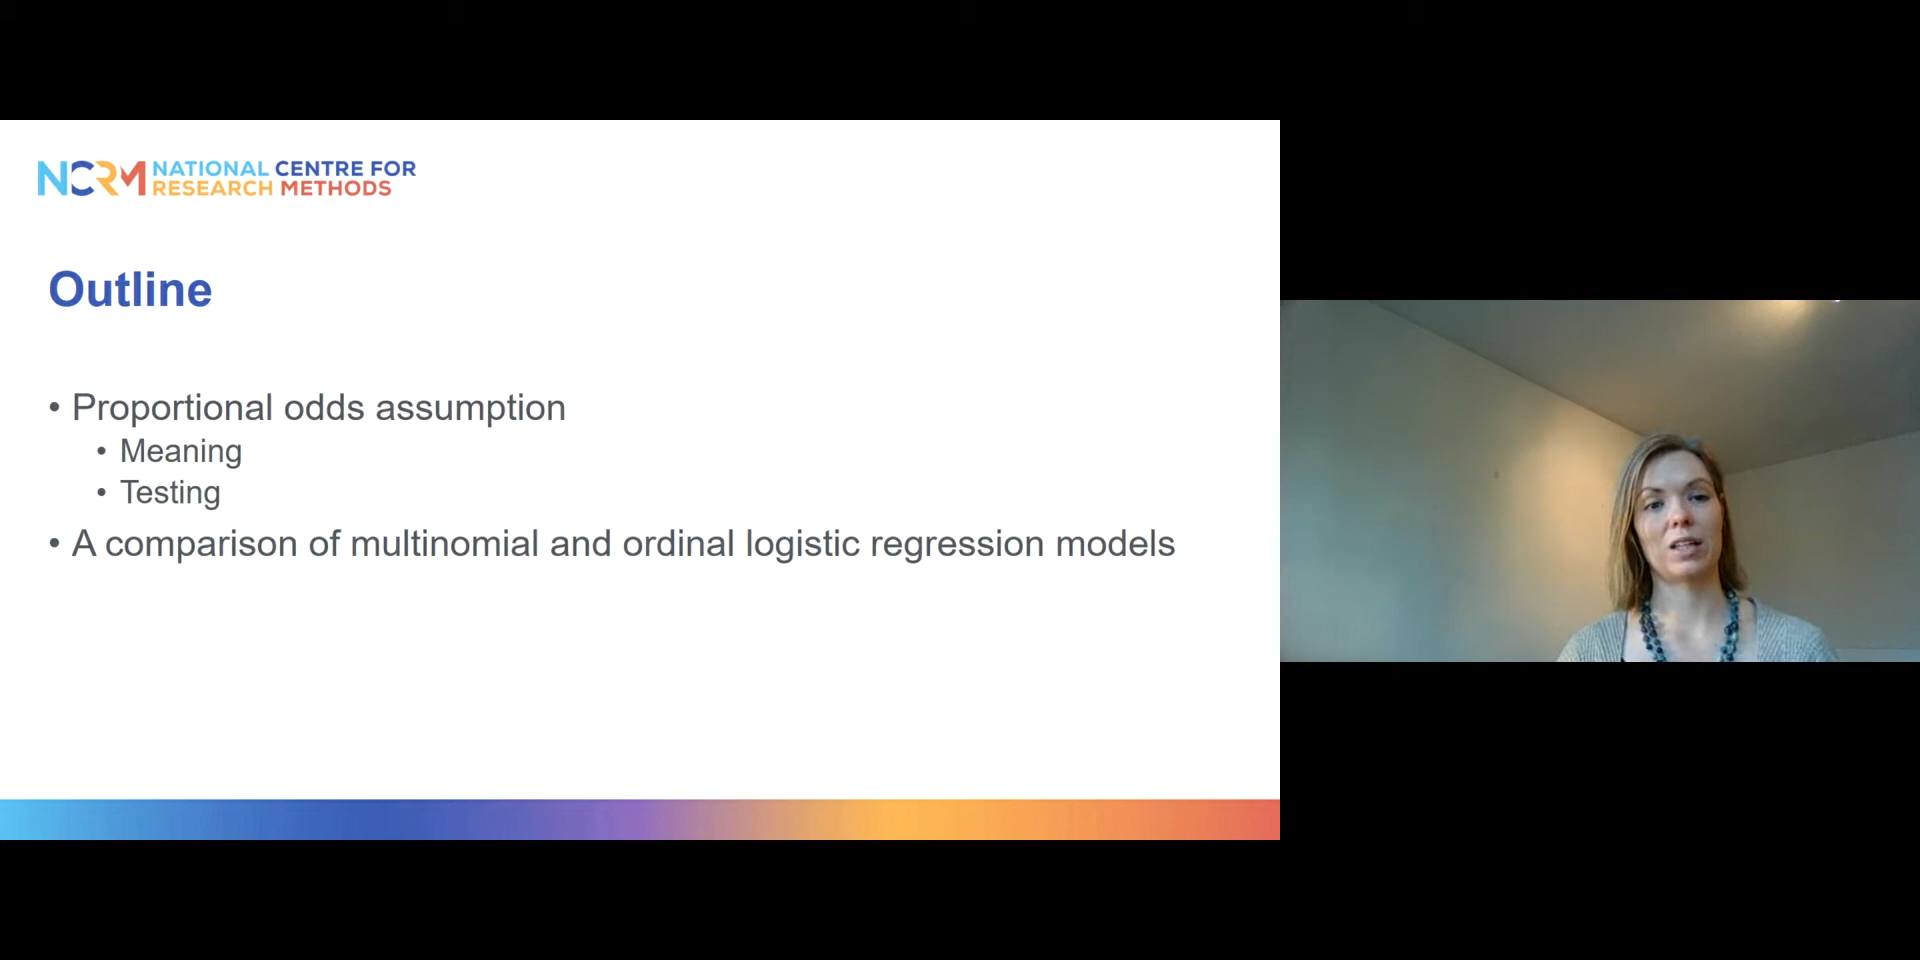 NCRM NATIONAL CENTRE FOR
RESEARCH METHODS
Outline
• Proportional odds assumption
• Meaning
• Testing
• A comparison of multinomial and ordinal logistic regression models